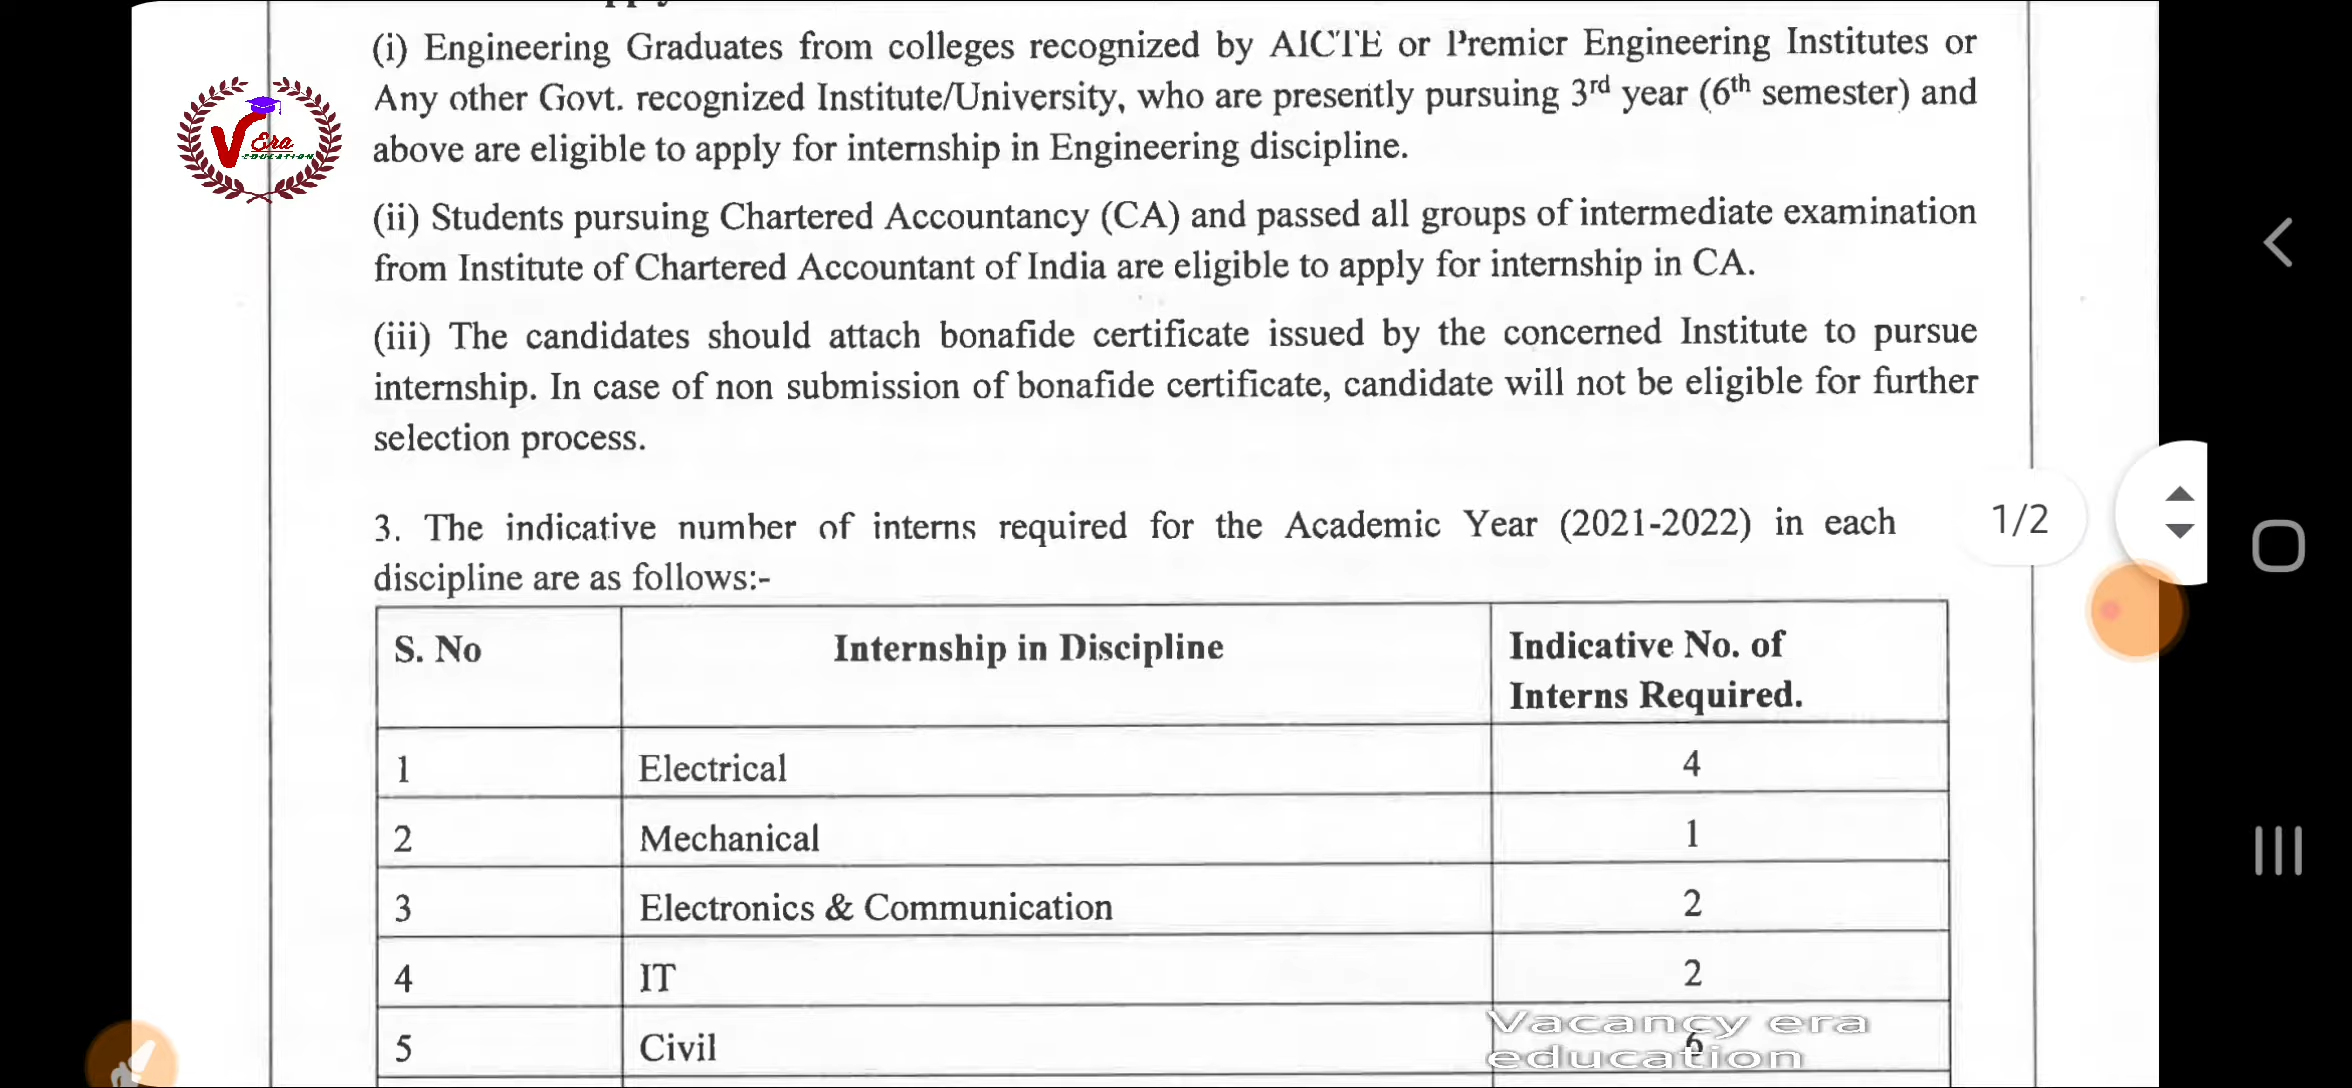 (i) Engineering Graduates from colleges recognized by AICTE or Premier Engineering Institutes or
Any other Govt. recognized Institute/University, who are presently pursuing 3rd year (6th semester) and
above are eligible to apply for internship in Engineering discipline.
V Era
EDUCATION
(ii) Students pursuing Chartered Accountancy (CA) and passed all groups of intermediate examination
from Institute of Chartered Accountant of India are eligible to apply for internship in CA.
(iii) The candidates should attach bonafide certificate issued by the concerned Institute to pursue
internship. In case of non submission of bonafide certificate, candidate will not be eligible for further
selection process.
3. The indicative number of interns required for the Academic Year (2021-2022) in each
discipline are as follows:-
1/2
S. No Internship in Discipline Indicative No. of
Interns Required.
1 Electrical 4
2 Mechanical 1
3 Electronics & Communication 2
4 IT 2
5 Civil 6
Vacancy era
education